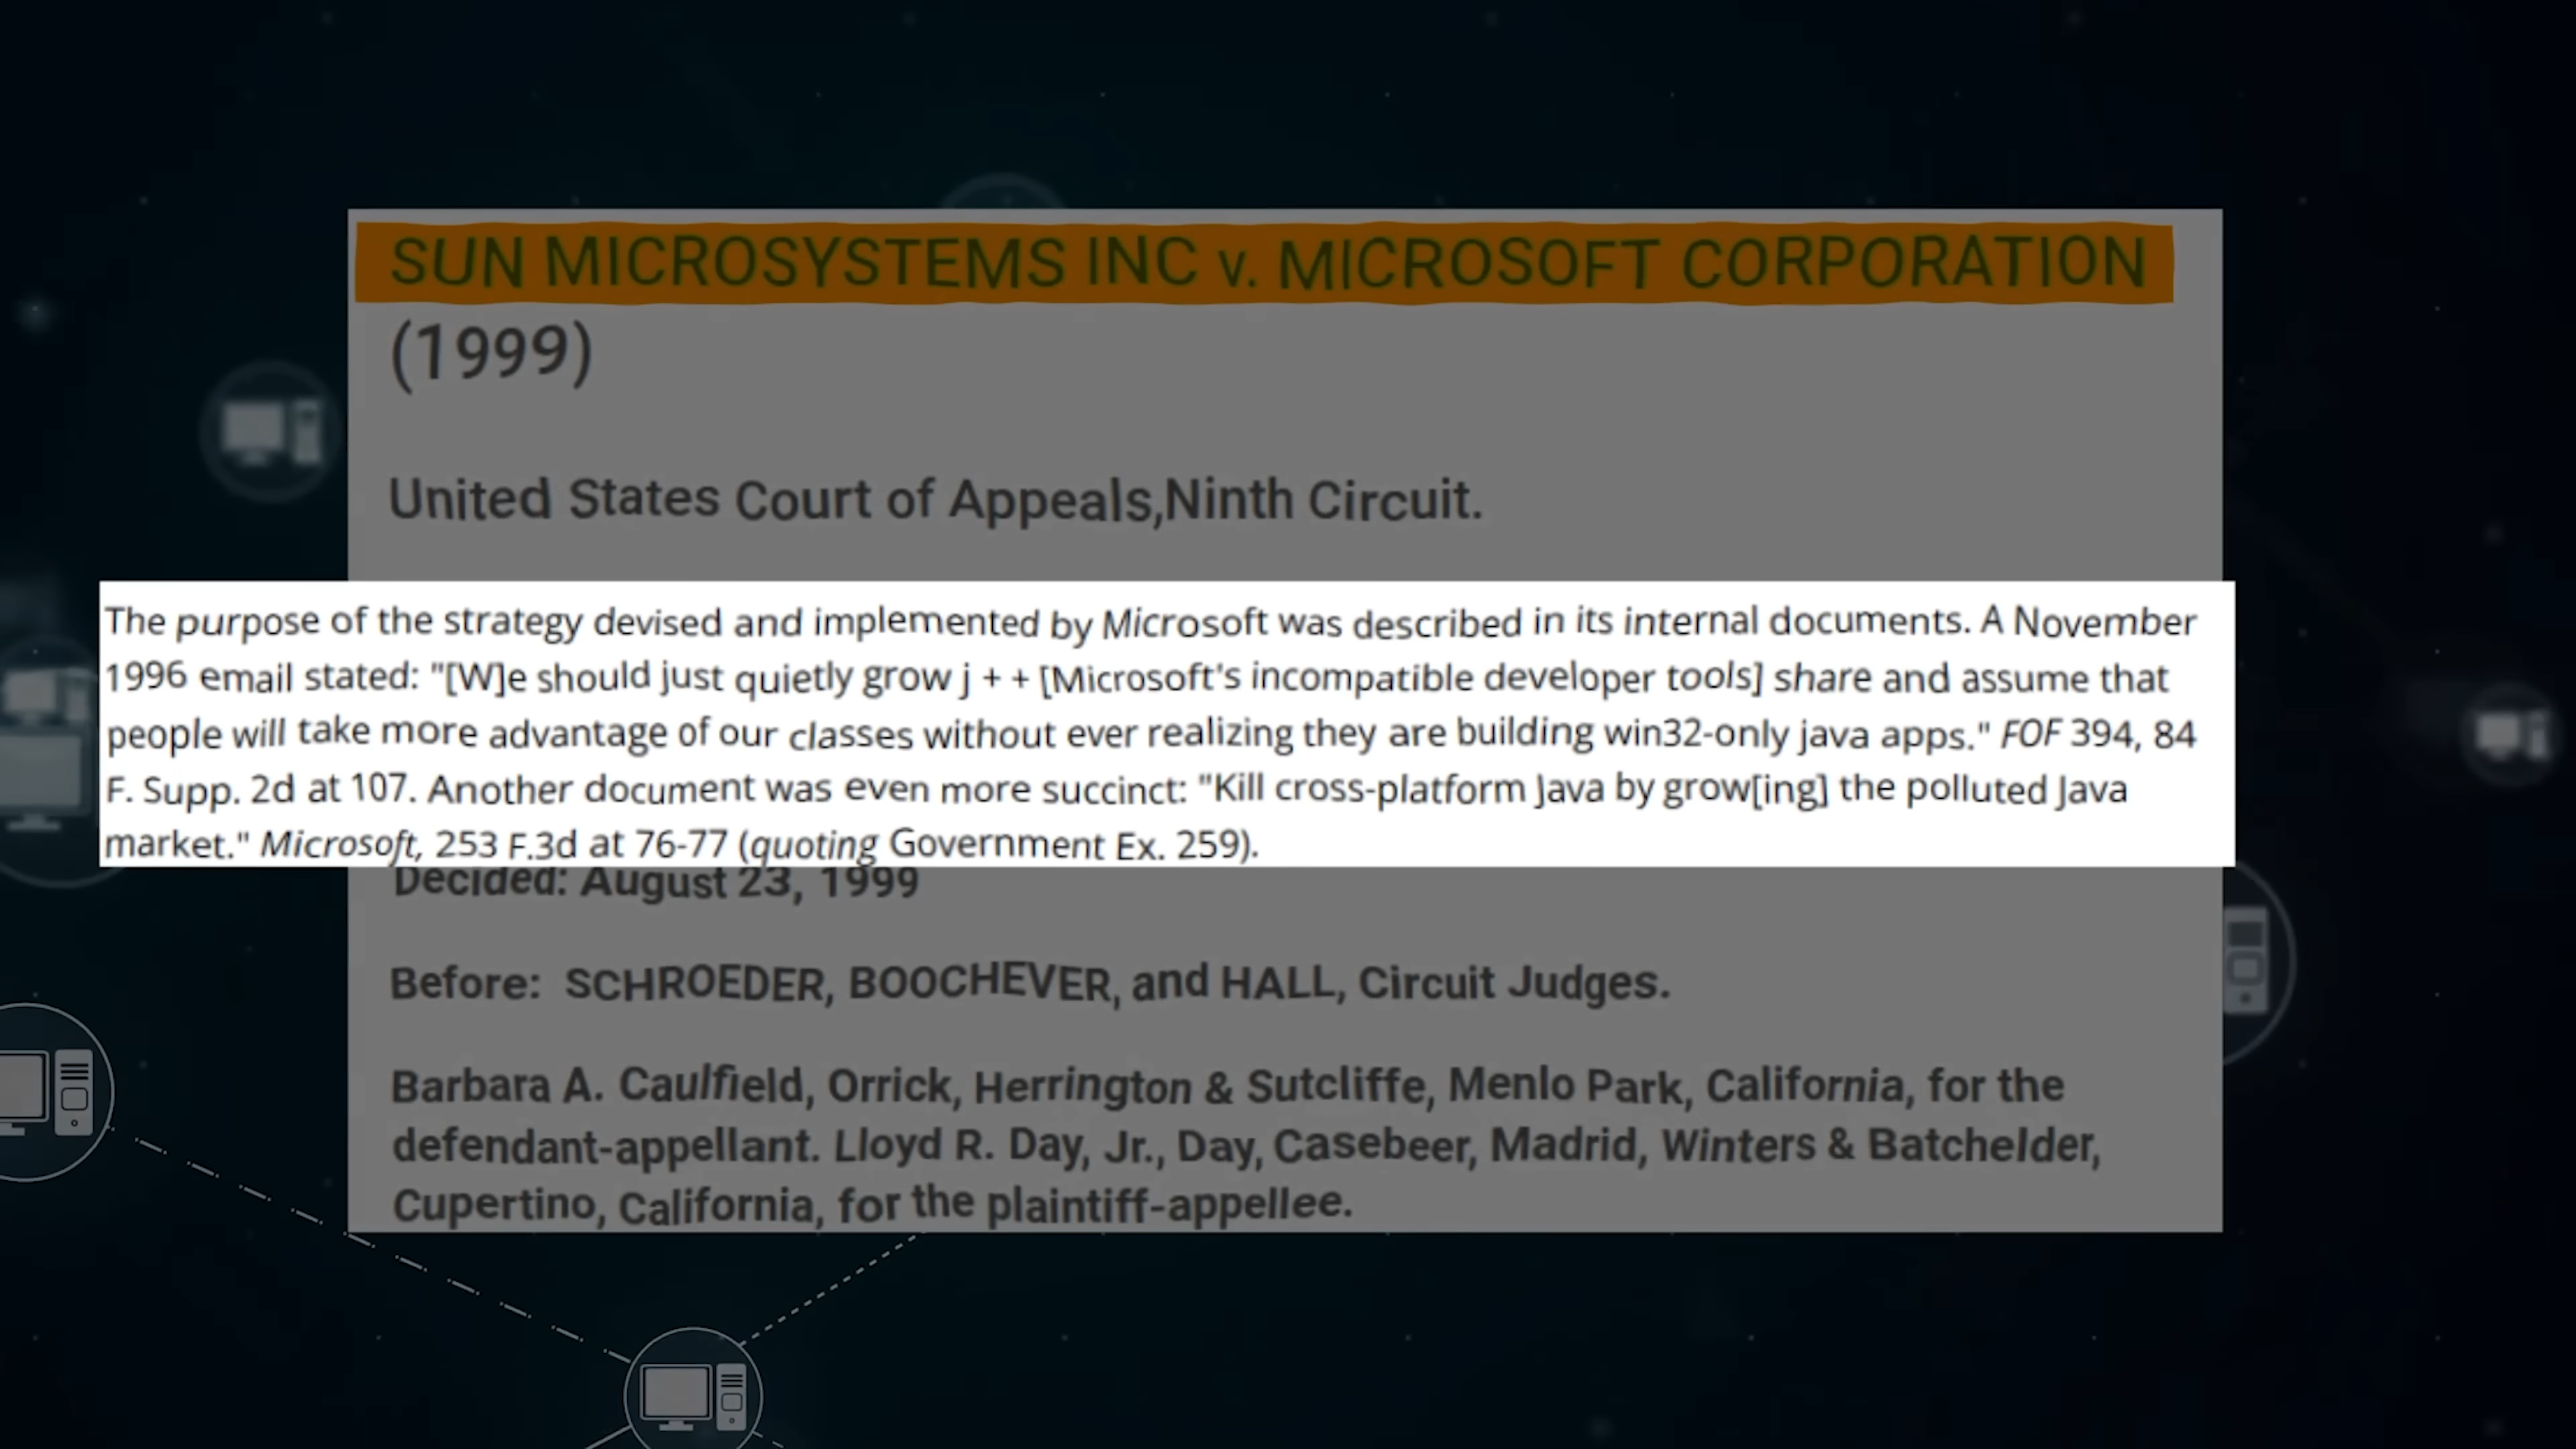 SUN MICROSYSTEMS INC v. MICROSOFT CORPORATION
(1999)
United States Court of Appeals,Ninth Circuit.
The purpose of the strategy devised and implemented by Microsoft was described in its internal documents. A November
1996 email stated: "[W]e should just quietly grow j + + [Microsoft's incompatible developer tools] share and assume that
people will take more advantage of our classes without ever realizing they are building win32-only java apps." FOF 394, 84
F. Supp. 2d at 107. Another document was even more succinct: "Kill cross-platform Java by grow[ing] the polluted Java
market." Microsoft, 253 F.3d at 76-77 (quoting Government Ex. 259).
Decided: August 23, 1999
Before: SCHROEDER, BOOCHEVER, and HALL, Circuit Judges.
Barbara A. Caulfield, Orrick, Herrington & Sutcliffe, Menlo Park, California, for the
defendant-appellant. Lloyd R. Day, Jr., Day, Casebeer, Madrid, Winters & Batchelder,
Cupertino, California, for the plaintiff-appellee.